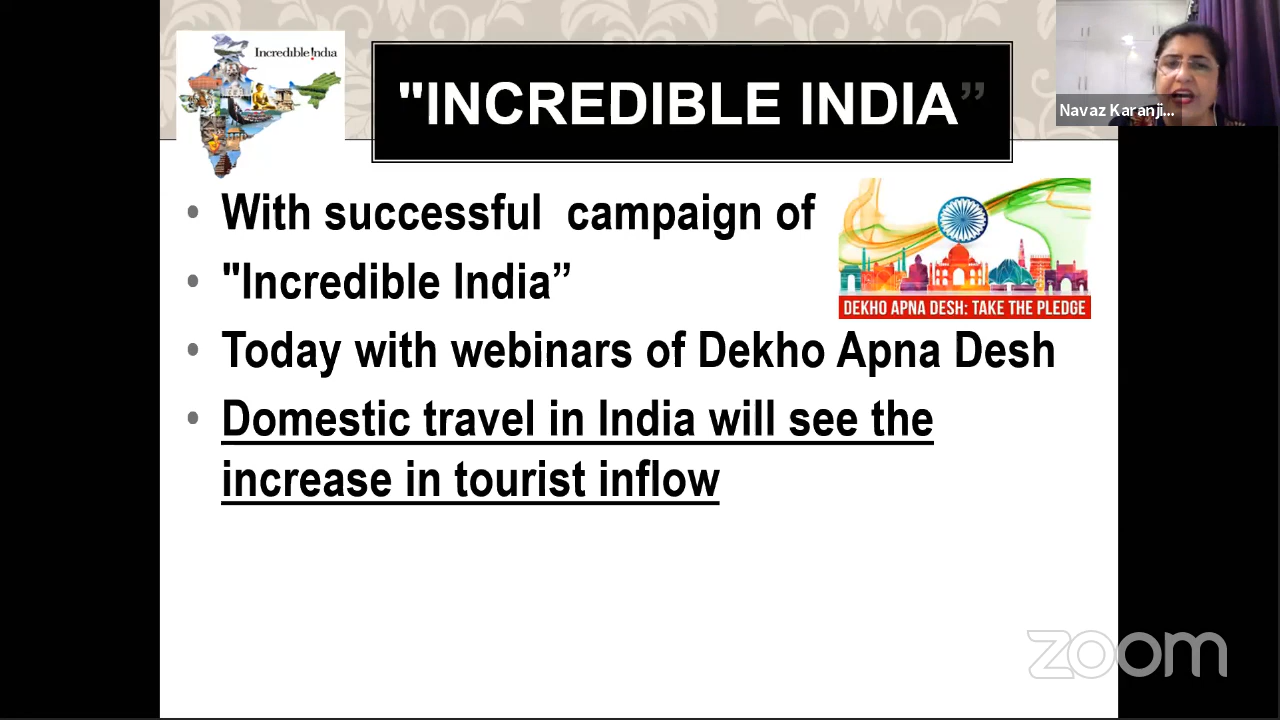 Incredible!ndia
"INCREDIBLE INDIA”
Navaz Karanji...
• With successful campaign of
• "Incredible India”
DEKHO APNA DESH: TAKE THE PLEDGE
• Today with webinars of Dekho Apna Desh
• Domestic travel in India will see the
increase in tourist inflow
zoom